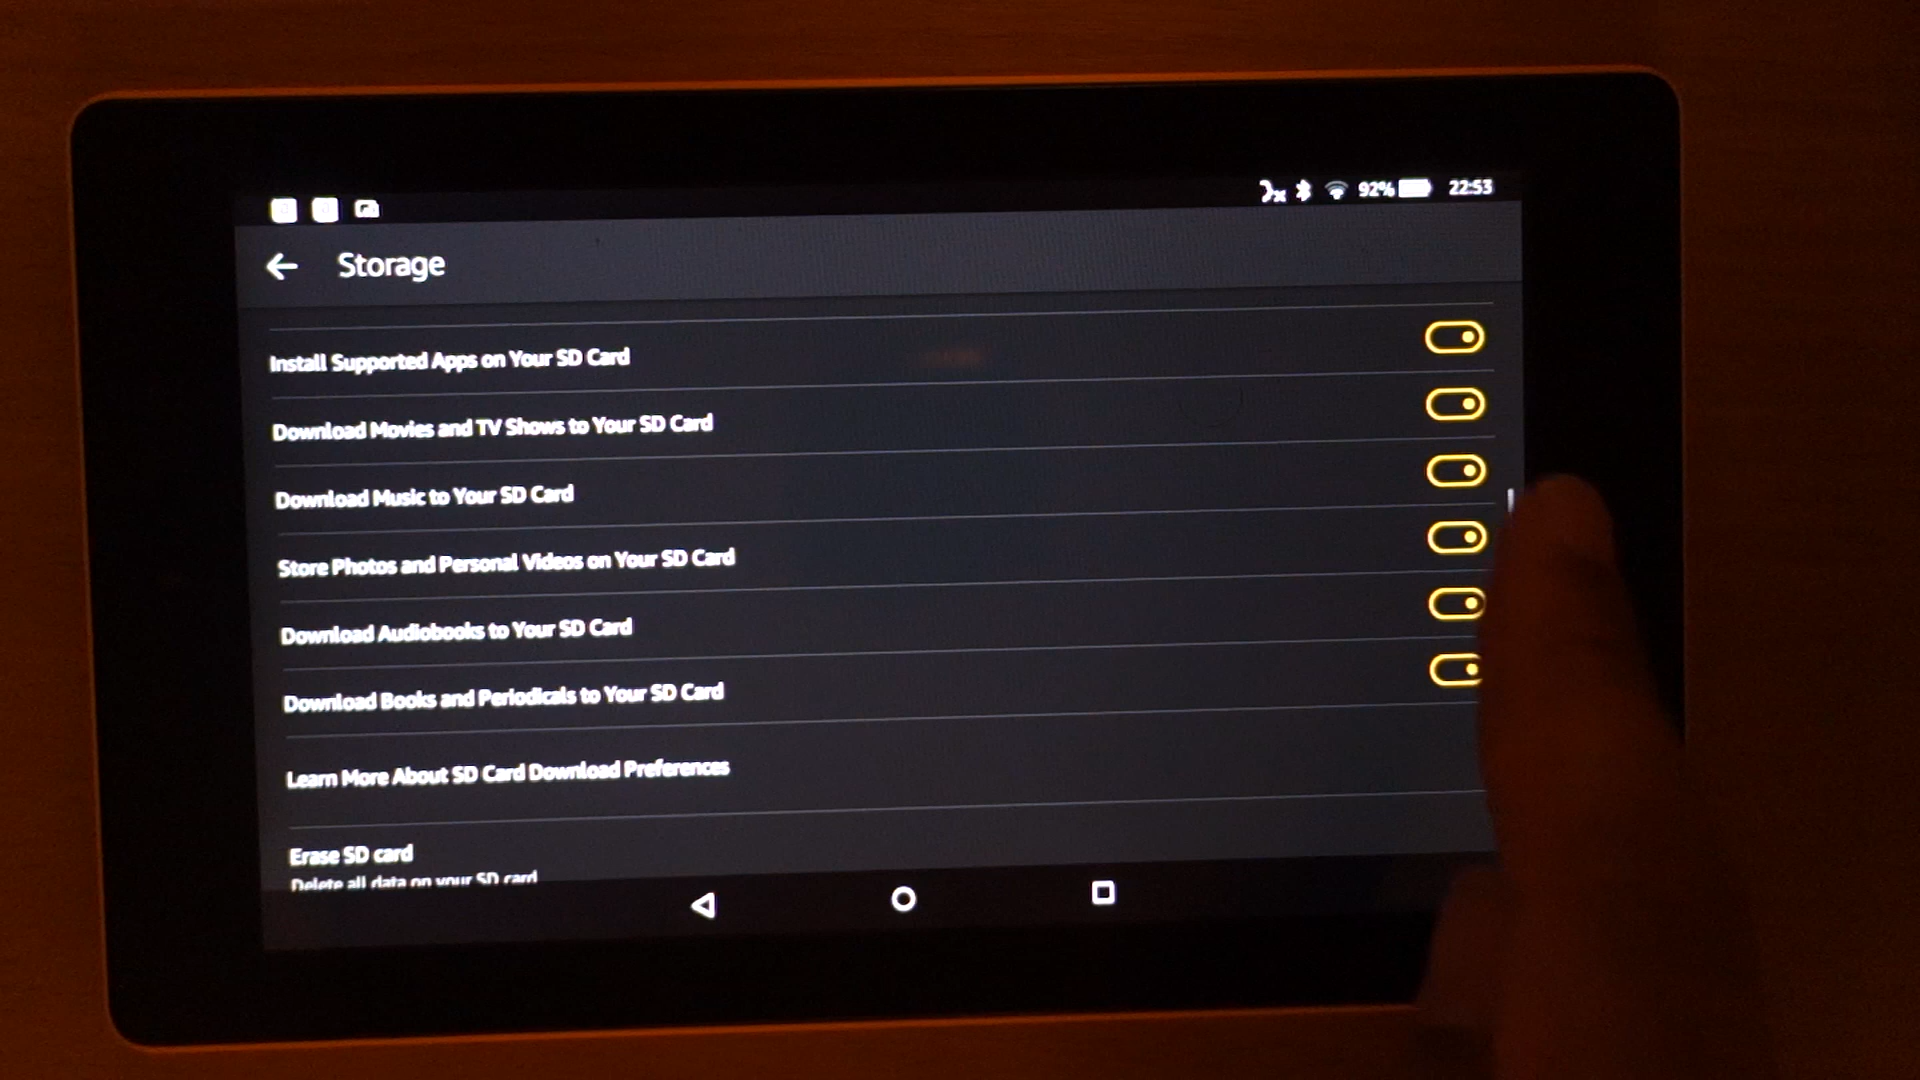 92% 22:53
Storage
Install Supported Apps on Your SD Card
Download Movies and TV Shows to Your SD Card
Download Music to Your SD Card
Store Photos and Personal Videos on Your SD Card
Download Audiobooks to Your SD Card
Download Books and Periodicals to Your SD Card
Learn More About SD Card Download Preferences
Erase SD card
Delete all data on your SD card